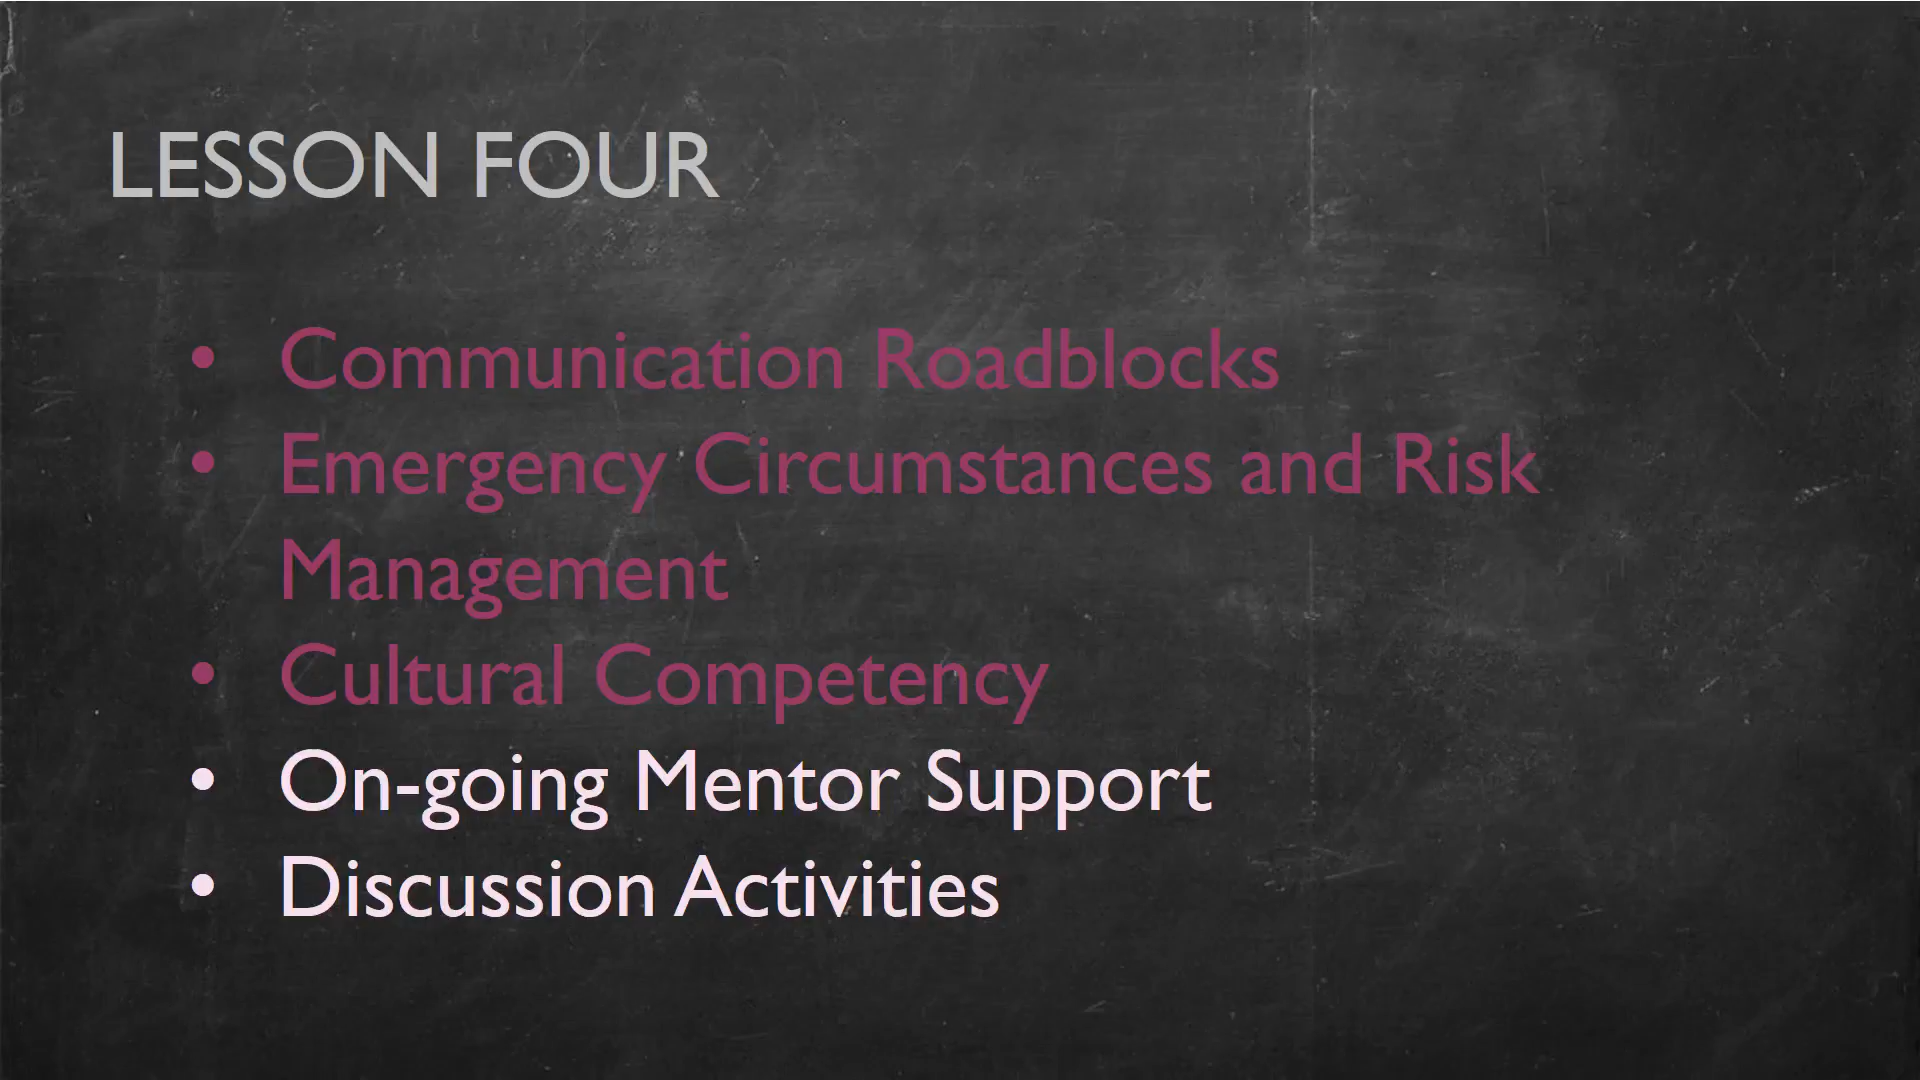 LESSON FOUR
• Communication Roadblocks
• Emergency Circumstances and Risk
Management
• Cultural Competency
• On-going Mentor Support
• Discussion Activities